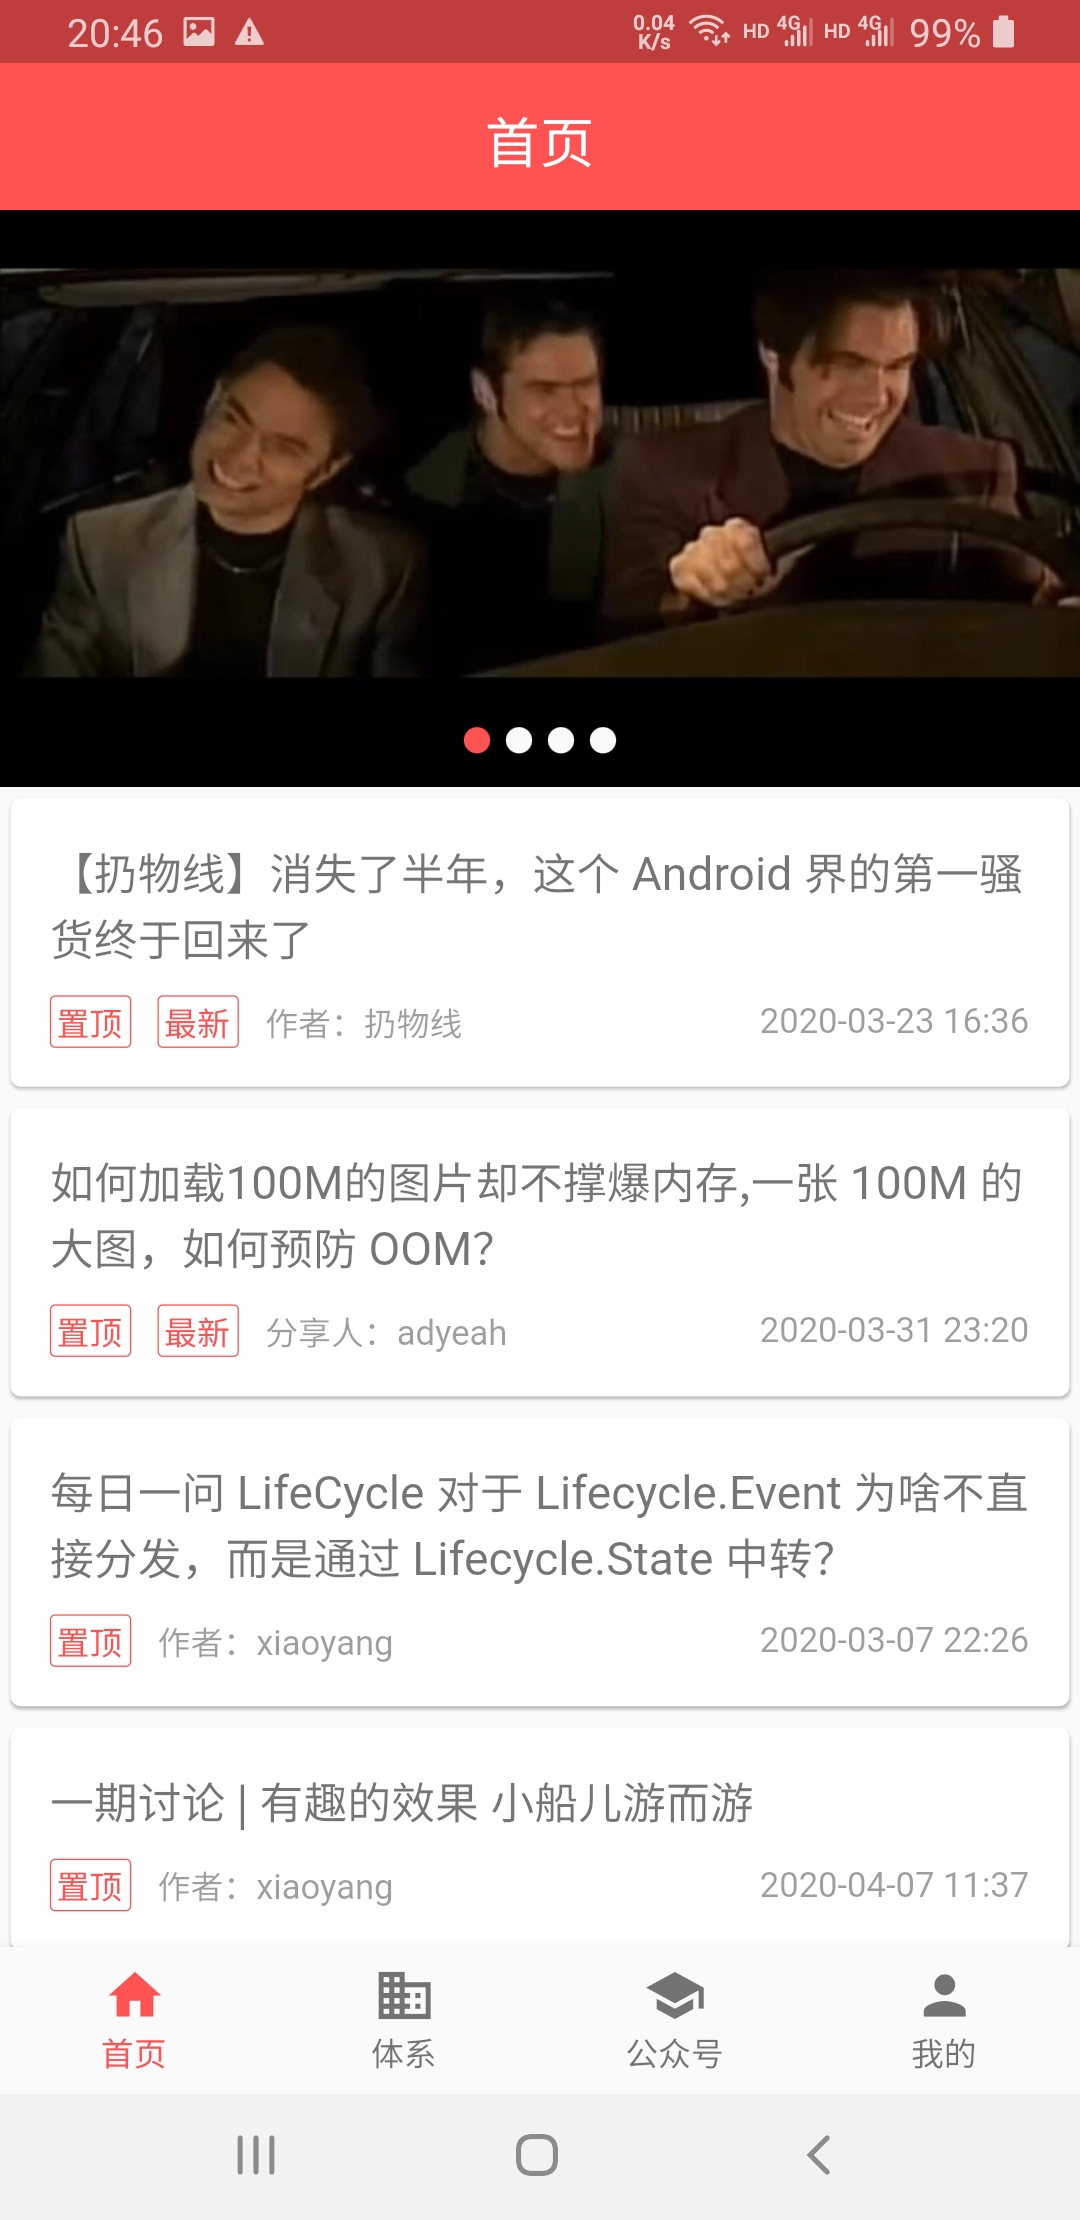 20:46 0.04 K/s HD 4G HD 4G 99%
首页
【扔物线】消失了半年，这个 Android 界的第一骚
货终于回来了
置顶 最新 作者：扔物线 2020-03-23 16:36
如何加载100M的图片却不撑爆内存,一张 100M 的
大图，如何预防 OOM？
置顶 最新 分享人：adyeah 2020-03-31 23:20
每日一问 LifeCycle 对于 Lifecycle.Event 为啥不直
接分发，而是通过 Lifecycle.State 中转？
置顶 作者：xiaoyang 2020-03-07 22:26
一期讨论 | 有趣的效果 小船儿游而游
置顶 作者：xiaoyang 2020-04-07 11:37
首页 体系 公众号 我的